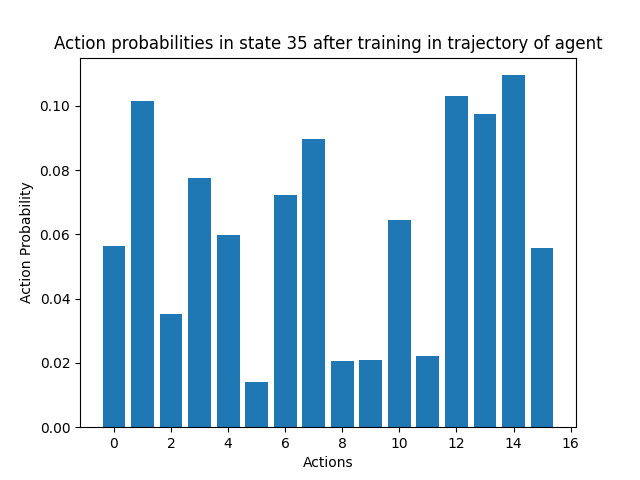 Action probabilities in state 35 after training in trajectory of agent
0.10
0.08
0.06
0.04
0.02
0.00
Action Probability
0 2 4 6 8 10 12 14 16
Actions